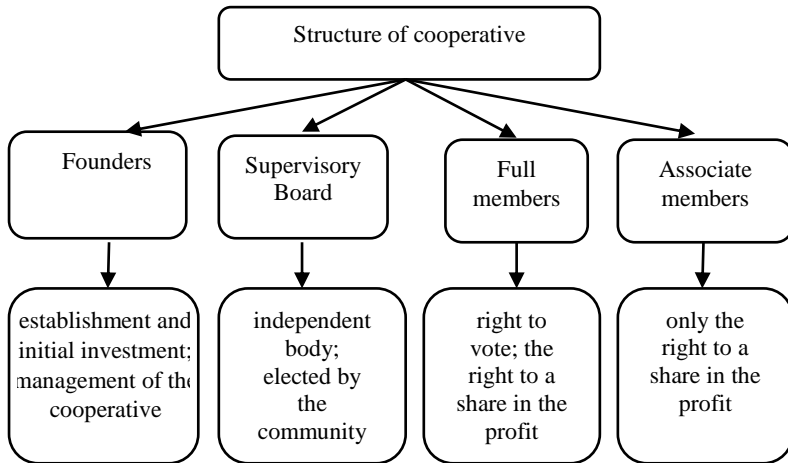 Structure of cooperative
Founders
Supervisory
Board
Full
members
Associate
members
establishment and
initial investment;
management of the
cooperative
independent
body;
elected by
the
community
right to
vote; the
right to a
share in the
profit
only the
right to a
share in the
profit